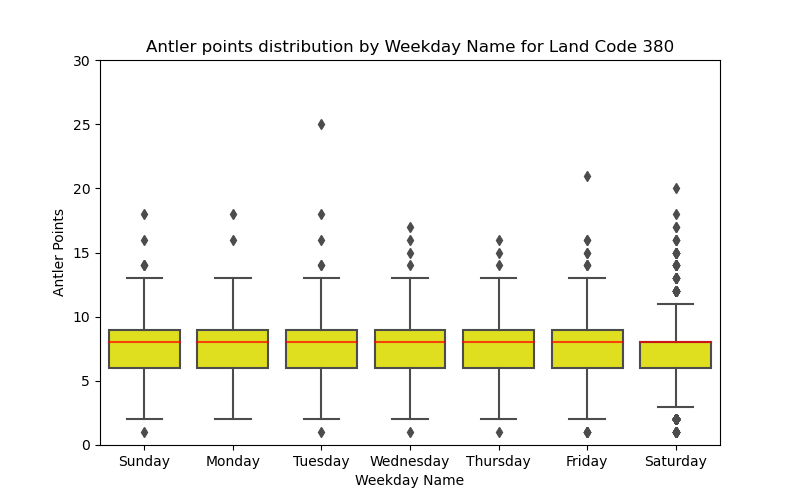 Antler points distribution by Weekday Name for Land Code 380
Antler Points
30
25
20
15
10
5
0
Sunday Monday Tuesday Wednesday Thursday Friday Saturday
Weekday Name